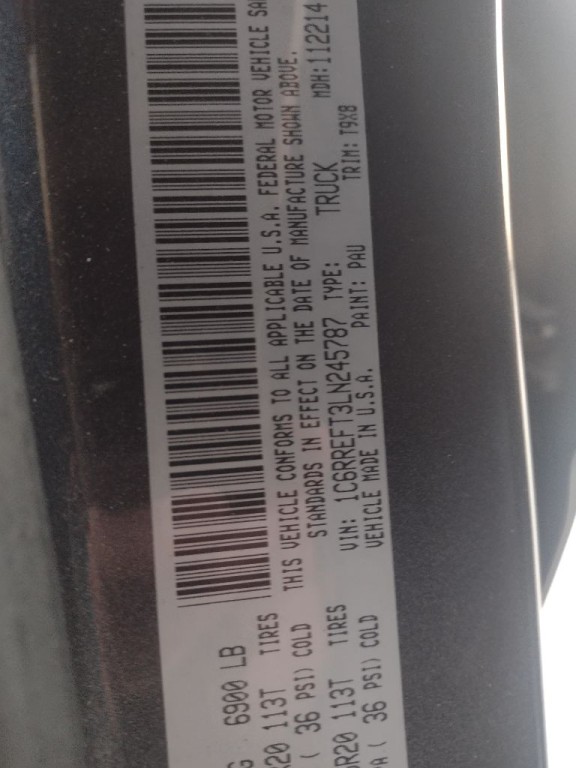 6900 LB
20 113T TIRES
( 36 PSI) COLD
R20 113T TIRES
PA ( 36 PSI) COLD
THIS VEHICLE CONFORMS TO ALL APPLICABLE U.S.A. FEDERAL MOTOR VEHICLE SA
STANDARDS IN EFFECT ON THE DATE OF MANUFACTURE SHOWN ABOVE.
VIN: 1C6RREFT3LN245787 TYPE: TRUCK MDH: 112214
VEHICLE MADE IN U.S.A. PAINT: PAU TRIM: T9X8